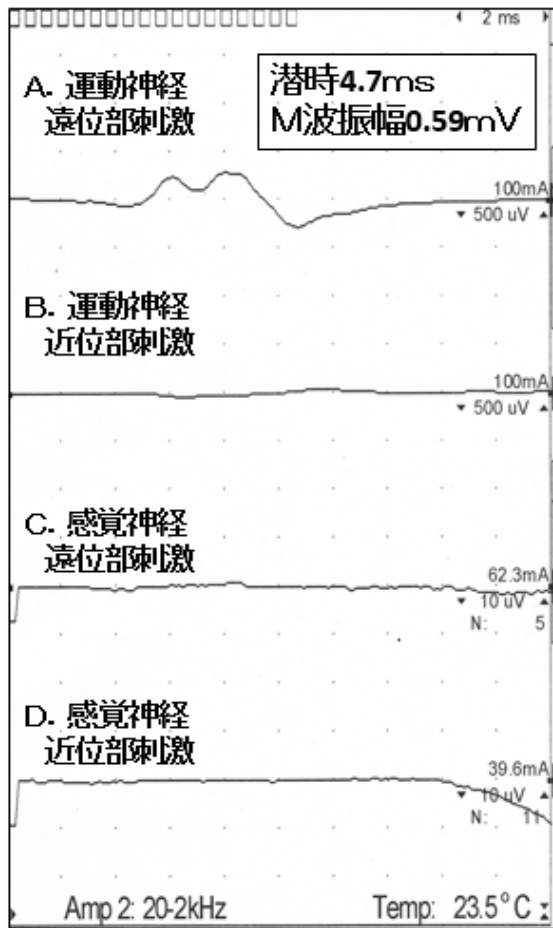 2 ms
A. 運動神経
遠位部刺激
潜時4.7ms
M波振幅0.59mV
100mA
500 uV
B. 運動神経
近位部刺激
100mA
500 uV
C. 感覚神経
遠位部刺激
62.3mA
10 uV
N: 5
D. 感覚神経
近位部刺激
39.6mA
10 uV
N: 11
Amp 2: 20-2kHz Temp: 23.5°C